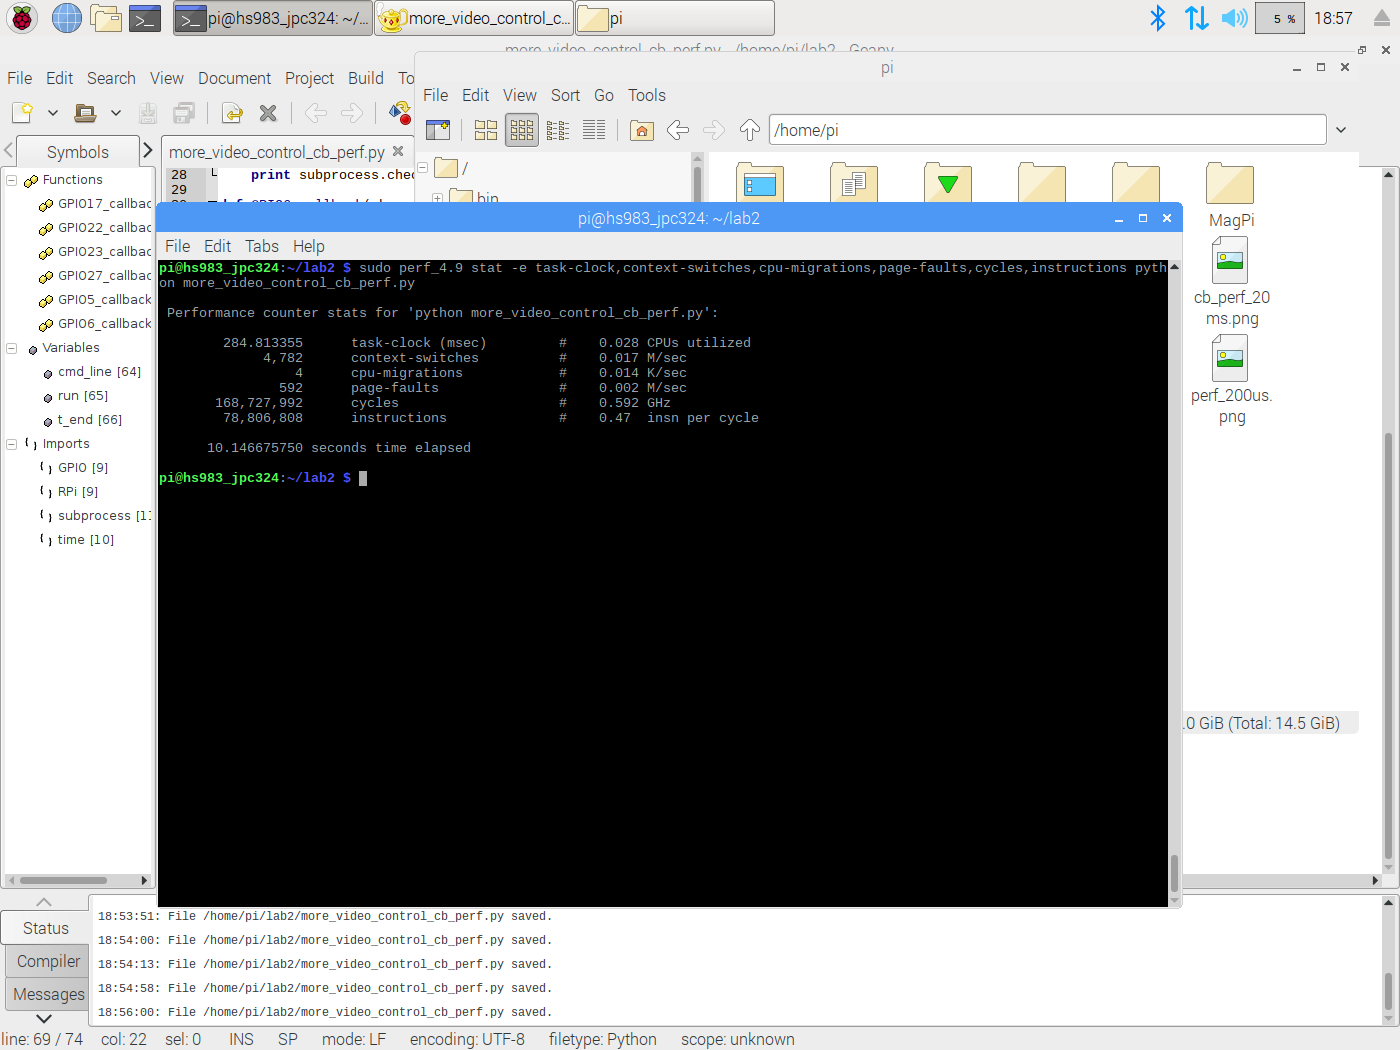 pi@hs983_jpc324: ~/...
more_video_control_c...
pi
5 %
18:57
more_video_control_cb_perf.py - /home/pi/lab2 - Geany
File Edit Search View Document Project Build To
Symbols
Functions
GPIO17_callbac
GPIO22_callbac
GPIO23_callbac
GPIO27_callbac
GPIO5_callback
GPIO6_callback
Variables
cmd_line [64]
run [65]
t_end [66]
Imports
GPIO [9]
RPi [9]
subprocess [11
time [10]
more_video_control_cb_perf.py
28 print subprocess.chec
29
pi
File Edit View Sort Go Tools
/home/pi
/
bin
MagPi
cb_perf_20
ms.png
perf_200us.
png
.0 GiB (Total: 14.5 GiB)
pi@hs983_jpc324: ~/lab2
File Edit Tabs Help
pi@hs983_jpc324:~/lab2 $ sudo perf_4.9 stat -e task-clock,context-switches,cpu-migrations,page-faults,cycles,instructions pyth
on more_video_control_cb_perf.py
Performance counter stats for 'python more_video_control_cb_perf.py':
284.813355 task-clock (msec) # 0.028 CPUs utilized
4,782 context-switches # 0.017 M/sec
4 cpu-migrations # 0.014 K/sec
592 page-faults # 0.002 M/sec
168,727,992 cycles # 0.592 GHz
78,806,808 instructions # 0.47 insn per cycle
10.146675750 seconds time elapsed
pi@hs983_jpc324:~/lab2 $
Status
Compiler
Messages
18:53:51: File /home/pi/lab2/more_video_control_cb_perf.py saved.
18:54:00: File /home/pi/lab2/more_video_control_cb_perf.py saved.
18:54:13: File /home/pi/lab2/more_video_control_cb_perf.py saved.
18:54:58: File /home/pi/lab2/more_video_control_cb_perf.py saved.
18:56:00: File /home/pi/lab2/more_video_control_cb_perf.py saved.
line: 69 / 74 col: 22 sel: 0 INS SP mode: LF encoding: UTF-8 filetype: Python scope: unknown